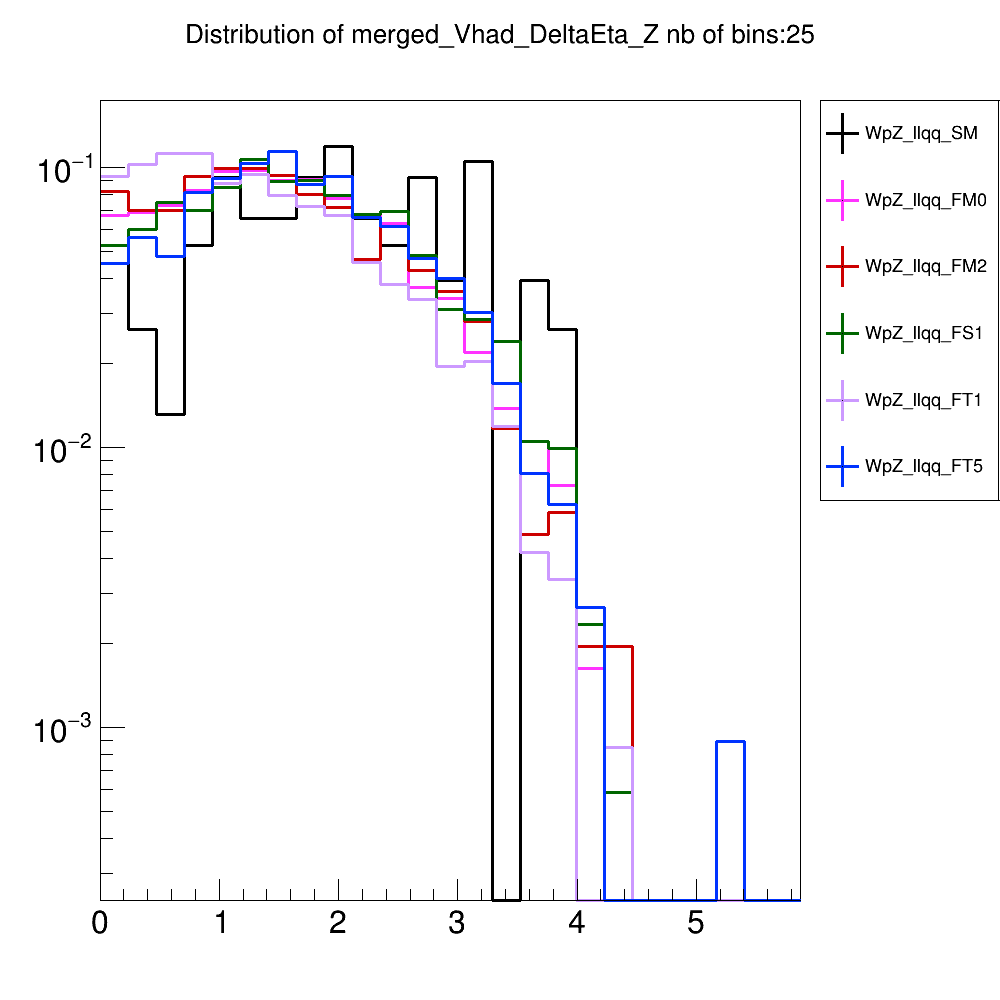 Distribution of merged_Vhad_DeltaEta_Z nb of bins:25
10⁻¹
10⁻²
10⁻³
0 1 2 3 4 5
WpZ_llqq_SM
WpZ_llqq_FM0
WpZ_llqq_FM2
WpZ_llqq_FS1
WpZ_llqq_FT1
WpZ_llqq_FT5